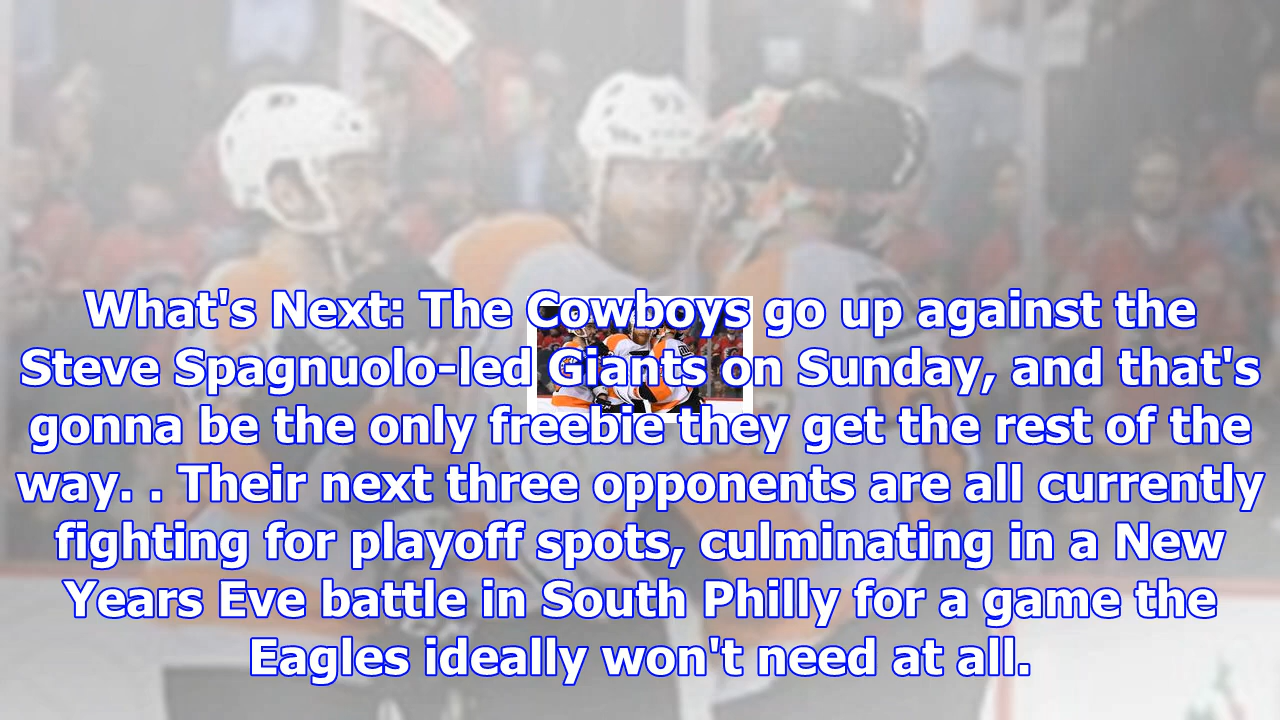 What's Next: The Cowboys go up against the
Steve Spagnuolo-led Giants on Sunday, and that's
gonna be the only freebie they get the rest of the
way. . Their next three opponents are all currently
fighting for playoff spots, culminating in a New
Years Eve battle in South Philly for a game the
Eagles ideally won't need at all.